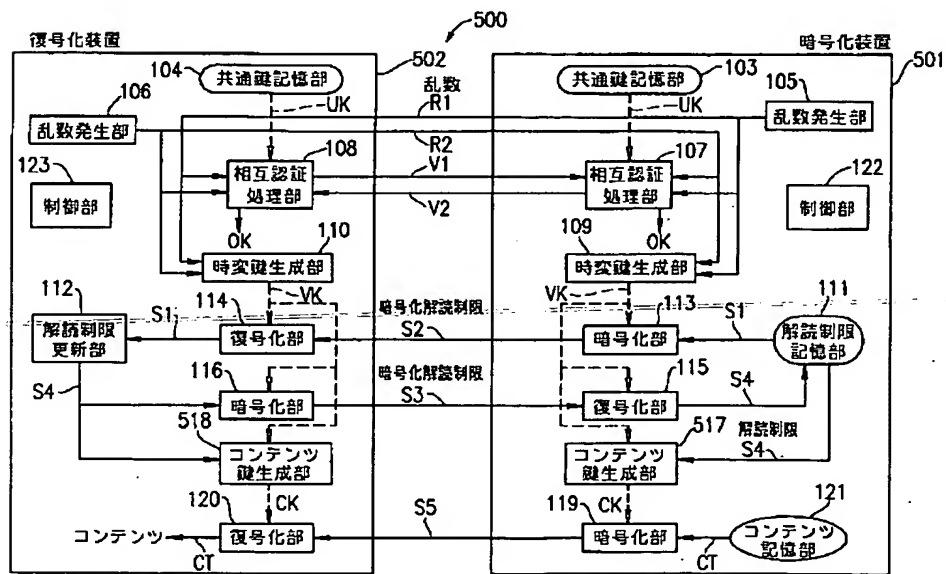 500
復号化装置
502
暗号化装置
501
104
共通鍵記憶部
UK
乱数
R1
R2
共通鍵記憶部
103
UK
106
乱数発生部
105
乱数発生部
123
制御部
108
相互認証
処理部
OK
V1
V2
107
相互認証
処理部
OK
122
制御部
110
時変鍵生成部
VK
109
時変鍵生成部
VK
112
解読制限
更新部
S1
114
復号化部
暗号化解読制限
S2
113
暗号化部
S1
111
解読制限
記憶部
S4
116
暗号化部
暗号化解読制限
S3
115
復号化部
S4
518
コンテンツ
鍵生成部
CK
517
コンテンツ
鍵生成部
CK
解読制限
S4
コンテンツ
CT
120
復号化部
S5
119
暗号化部
CT
121
コンテンツ
記憶部